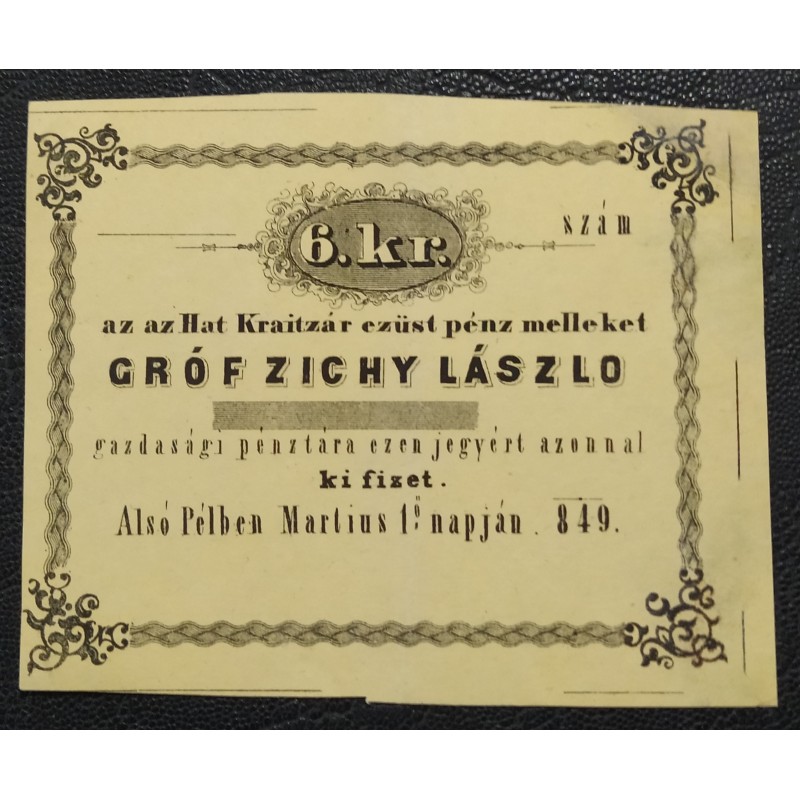 szám
6. kr.
az az Hat Kraitzár ezüst pénz melleket
GRÓF ZICHY LÁSZLO
gazdasági pénztára ezen jegyért azonnal
ki fizet.
Alsó Pélben Martius 1ő napján . 849.